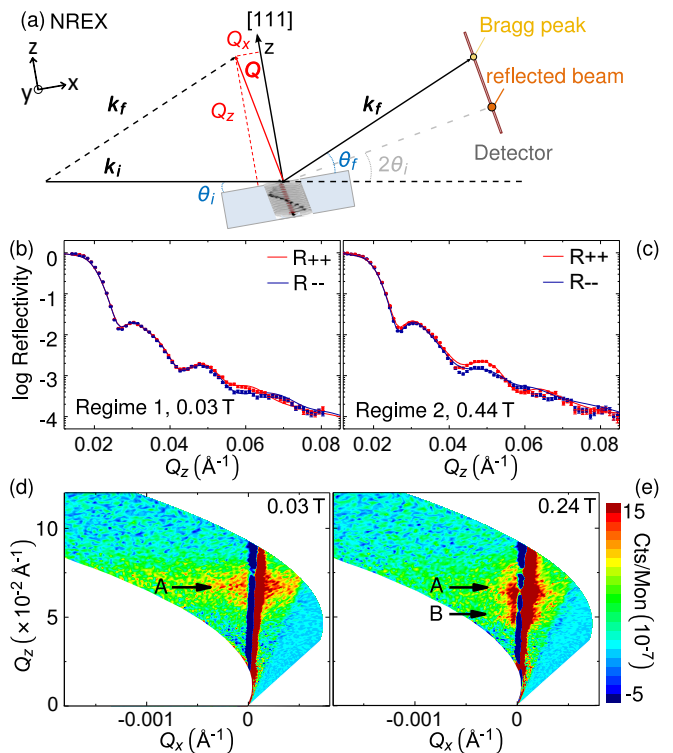 (a) NREX
[111]
z
x
y
z
Q_x
Q
Q_z
k_f
k_i
k_f
θ_i
θ_f
2θ_i
Bragg peak
reflected beam
Detector
(b)
R++
R--
Regime 1, 0.03 T
log Reflectivity
0
-1
-2
-3
-4
0.02 0.04 0.06 0.08
Q_z (Å⁻¹)
(c)
R++
R--
Regime 2, 0.44 T
0.02 0.04 0.06 0.08
Q_z (Å⁻¹)
(d)
0.03 T
A
Q_z (×10⁻² Å⁻¹)
10
5
0
-0.001 0
Q_x (Å⁻¹)
(e)
0.24 T
A
B
-0.001 0
Q_x (Å⁻¹)
15
Cts/Mon (10⁻⁷)
-5